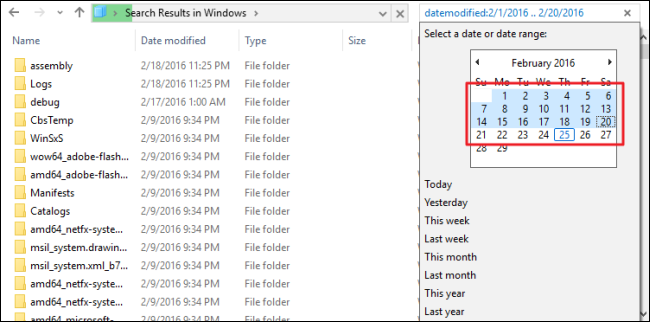 Search Results in Windows
datemodified:2/1/2016 .. 2/20/2016
Name Date modified Type Size
assembly 2/18/2016 11:25 PM File folder
Logs 2/18/2016 11:25 PM File folder
debug 2/17/2016 1:00 AM File folder
CbsTemp 2/9/2016 9:34 PM File folder
WinSxS 2/9/2016 9:34 PM File folder
wow64_adobe-flash... 2/9/2016 9:34 PM File folder
amd64_adobe-flash... 2/9/2016 9:34 PM File folder
Manifests 2/9/2016 9:34 PM File folder
Catalogs 2/9/2016 9:34 PM File folder
amd64_netfx-syste... 2/9/2016 9:34 PM File folder
msil_system.drawin... 2/9/2016 9:34 PM File folder
msil_system.xml_b7... 2/9/2016 9:34 PM File folder
amd64_netfx-syste... 2/9/2016 9:34 PM File folder
amd64_netfx-syste... 2/9/2016 9:34 PM File folder
amd64_microsoft-... 2/9/2016 9:34 PM File folder
Select a date or date range:
February 2016
Su Mo Tu We Th Fr Sa
1 2 3 4 5 6
7 8 9 10 11 12 13
14 15 16 17 18 19 20
21 22 23 24 25 26 27
28 29
Today
Yesterday
This week
Last week
This month
Last month
This year
Last year